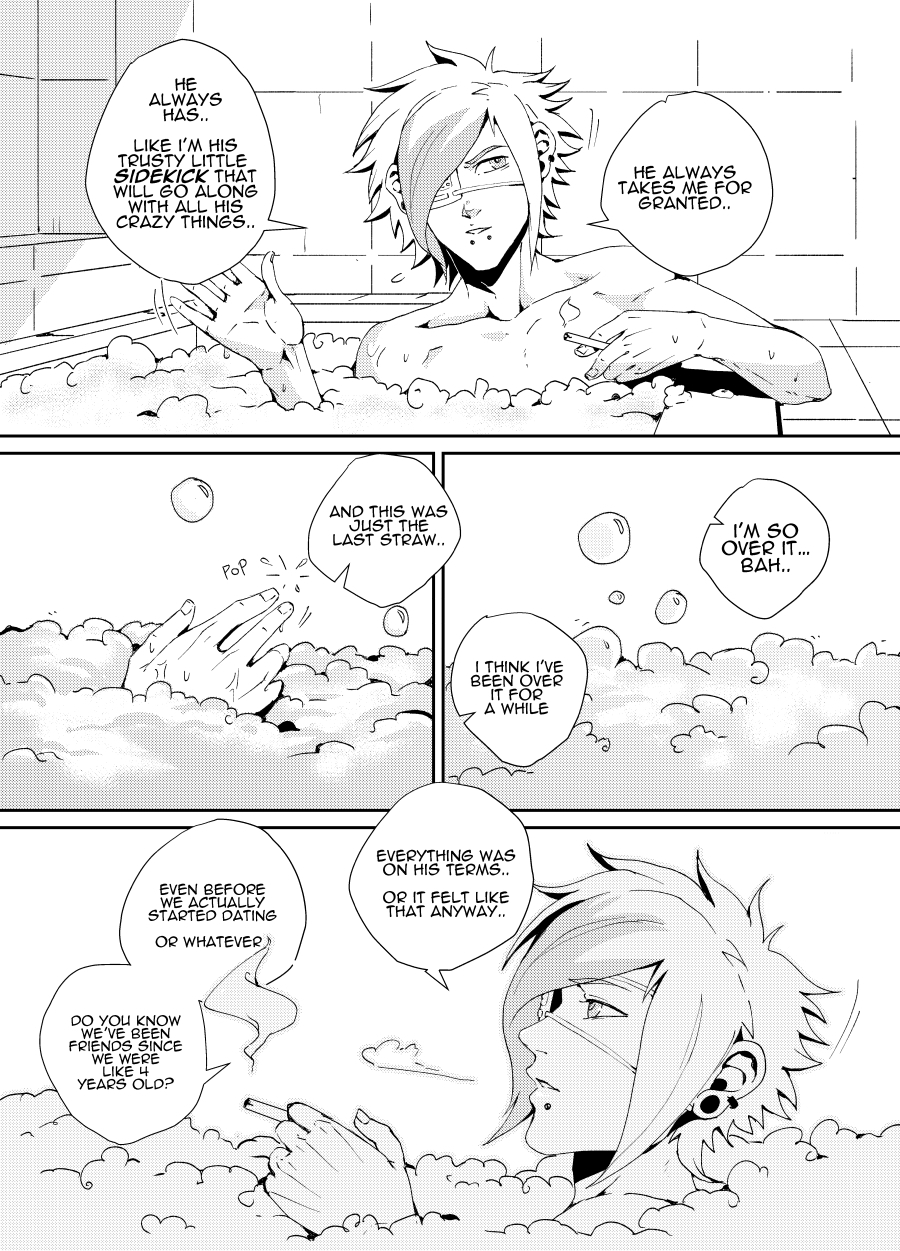 HE ALWAYS
TAKES ME FOR
GRANTED..
HE
ALWAYS
HAS..
LIKE I'M HIS
TRUSTY LITTLE
SIDEKICK THAT
WILL GO ALONG
WITH ALL HIS
CRAZY THINGS..
I'M SO
OVER IT...
BAH..
I THINK I'VE
BEEN OVER
IT FOR
A WHILE
AND THIS WAS
JUST THE
LAST STRAW..
POP
EVERYTHING WAS
ON HIS TERMS..
OR IT FELT LIKE
THAT ANYWAY..
EVEN BEFORE
WE ACTUALLY
STARTED DATING
OR WHATEVER
DO YOU KNOW
WE'VE BEEN
FRIENDS SINCE
WE WERE
LIKE 4
YEARS OLD?